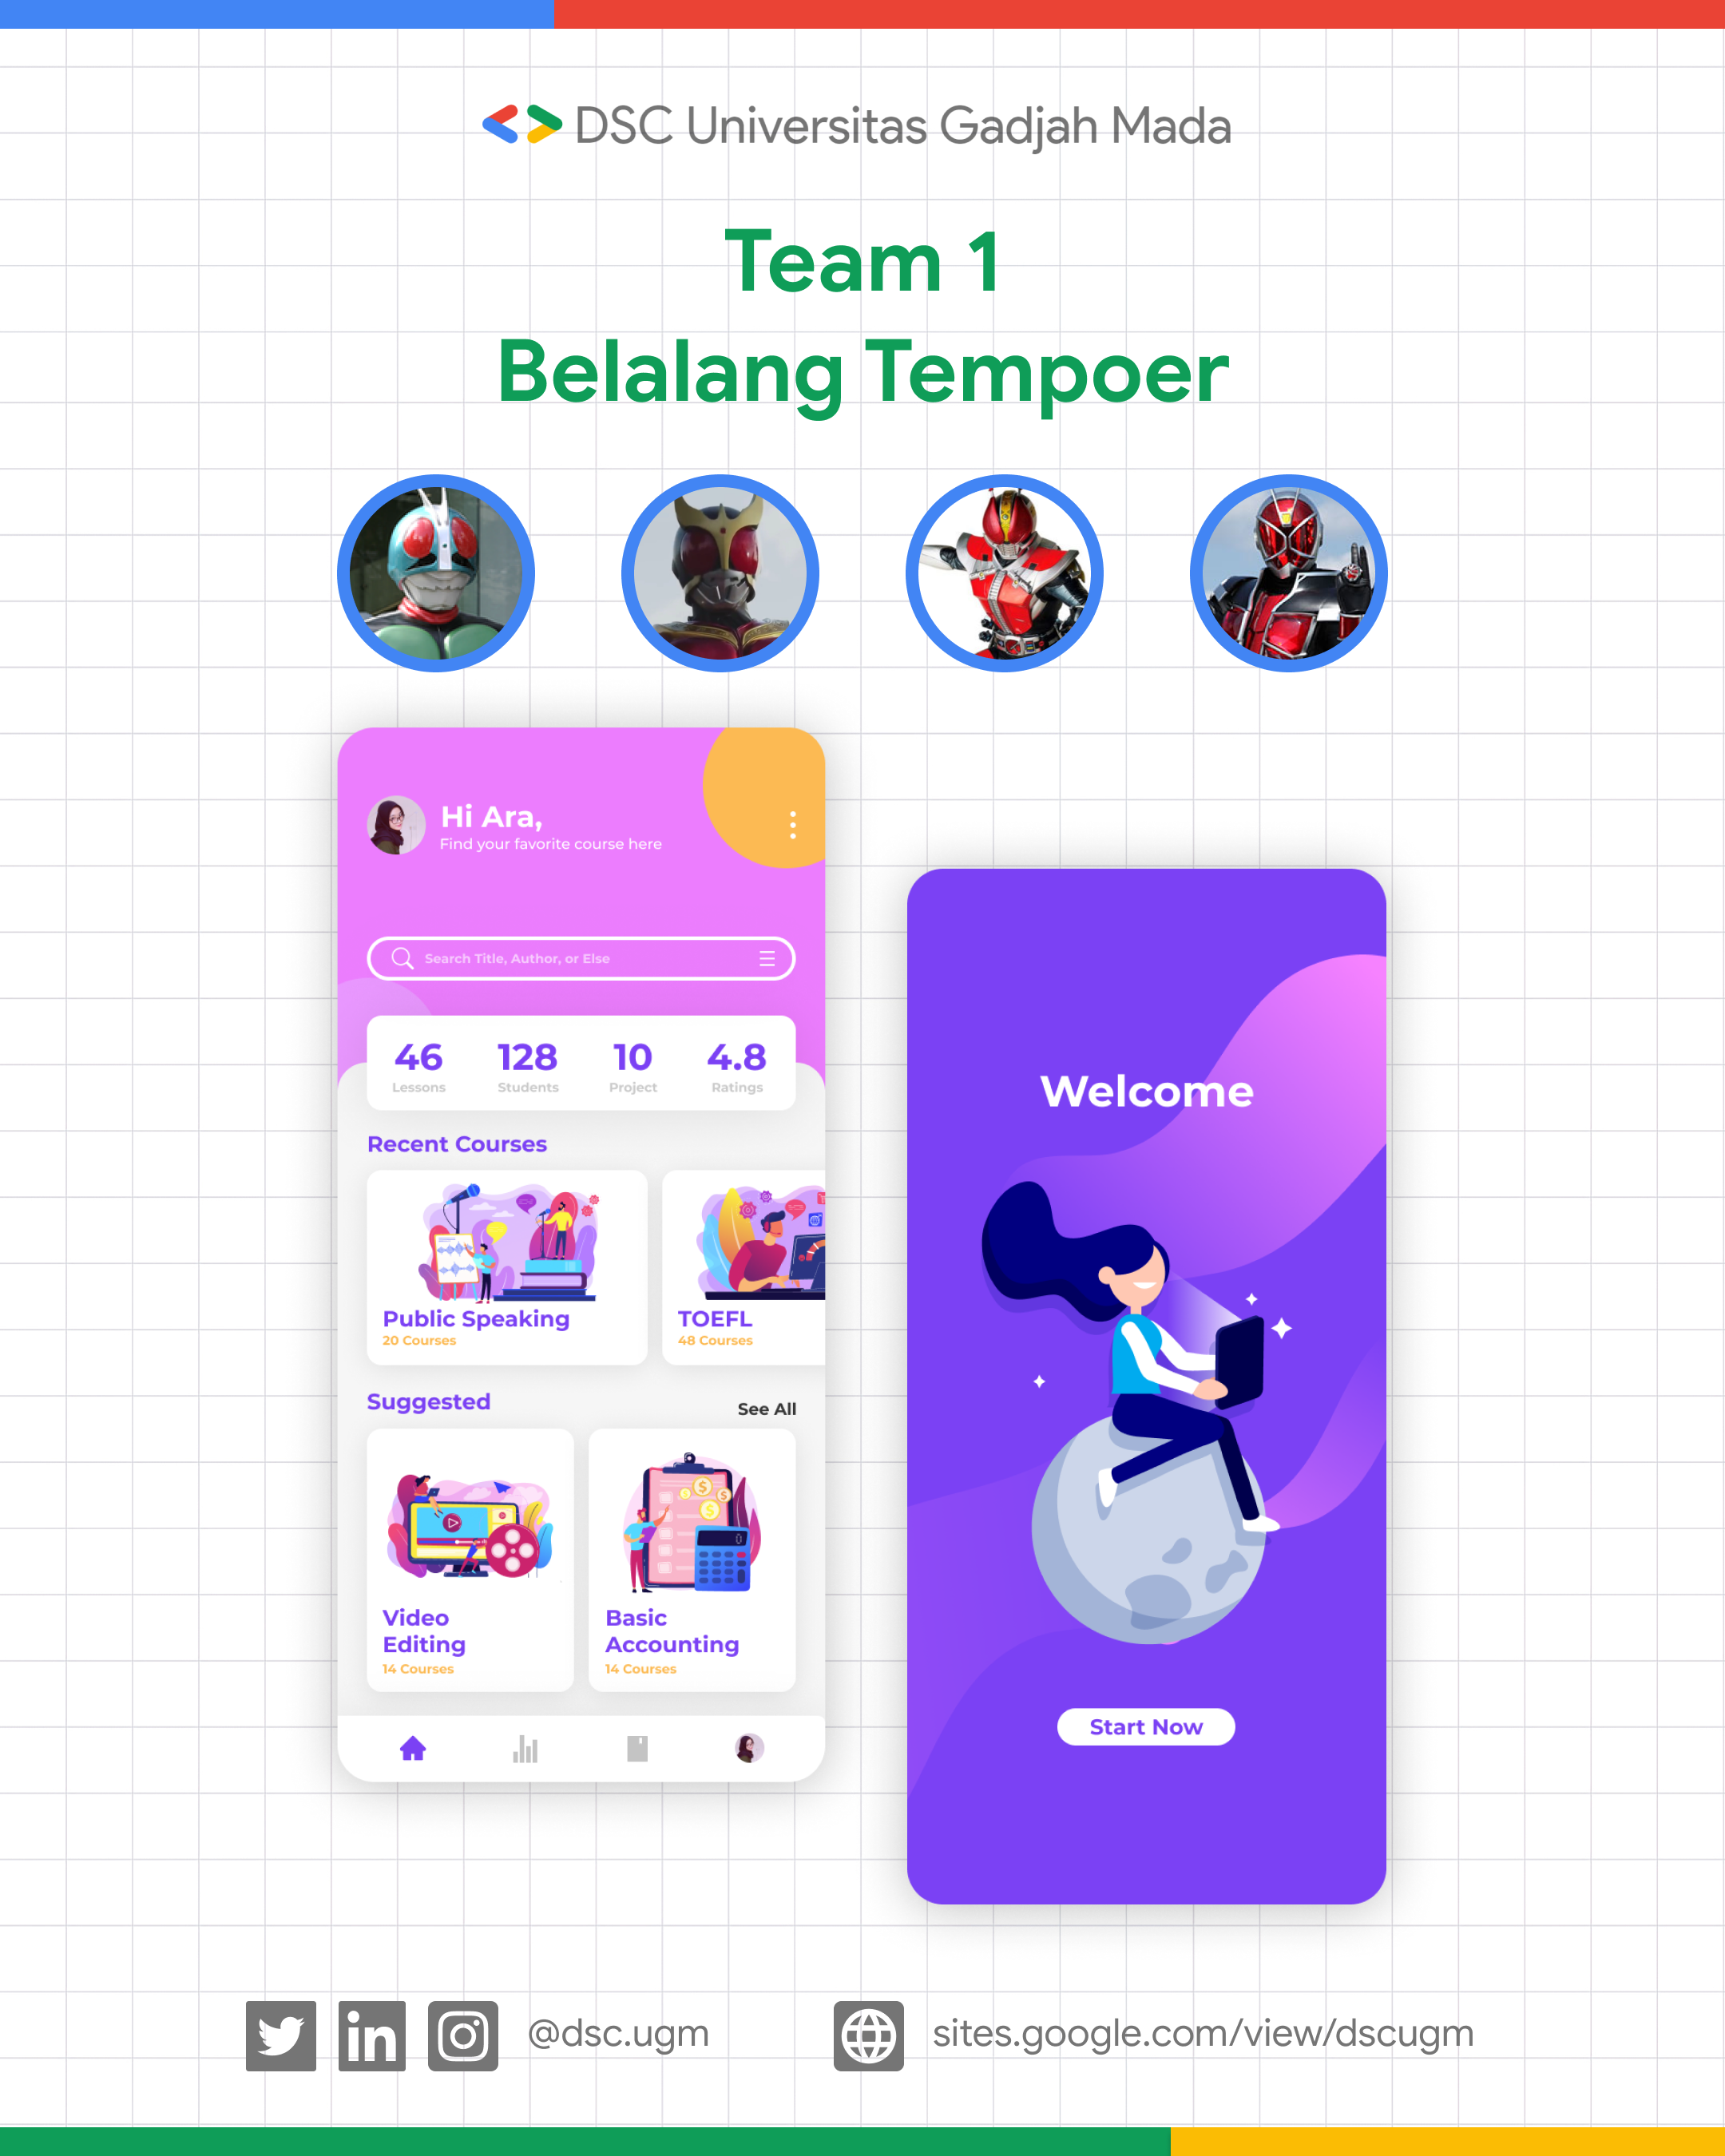 DSC Universitas Gadjah Mada
Team 1
Belalang Tempoer
Hi Ara,
Find your favorite course here
Search Title, Author, or Else
46 128 10 4.8
Lessons Students Project Ratings
Recent Courses
Public Speaking
20 Courses
TOEFL
48 Courses
Suggested
See All
Video
Editing
14 Courses
Basic
Accounting
14 Courses
Welcome
Start Now
@dsc.ugm
sites.google.com/view/dscugm